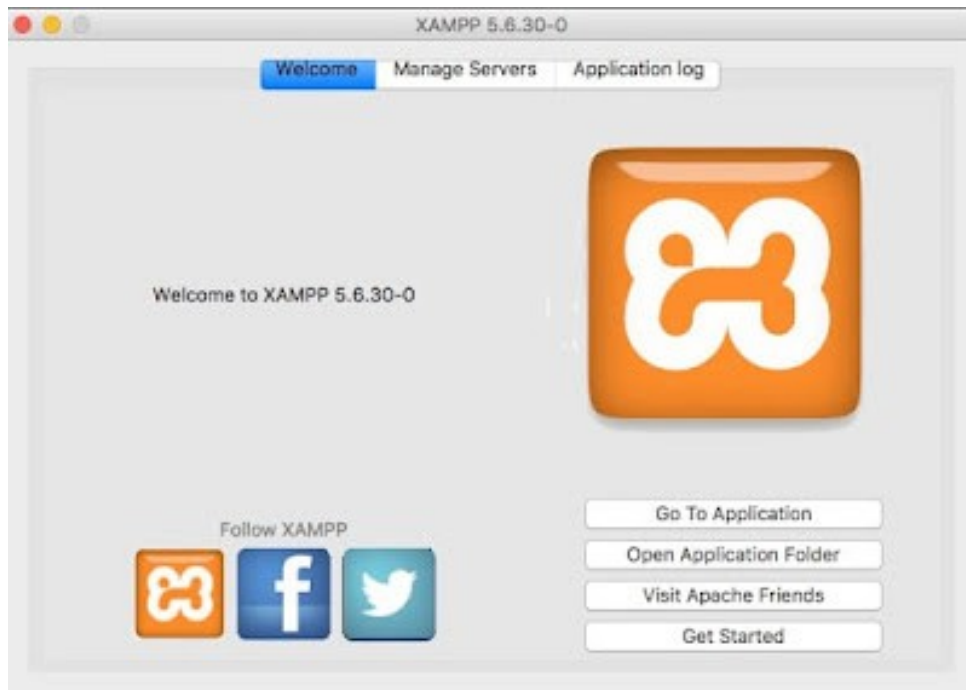 XAMPP 5.6.30-0
Welcome Manage Servers Application log
Welcome to XAMPP 5.6.30-0
Follow XAMPP
Go To Application
Open Application Folder
Visit Apache Friends
Get Started